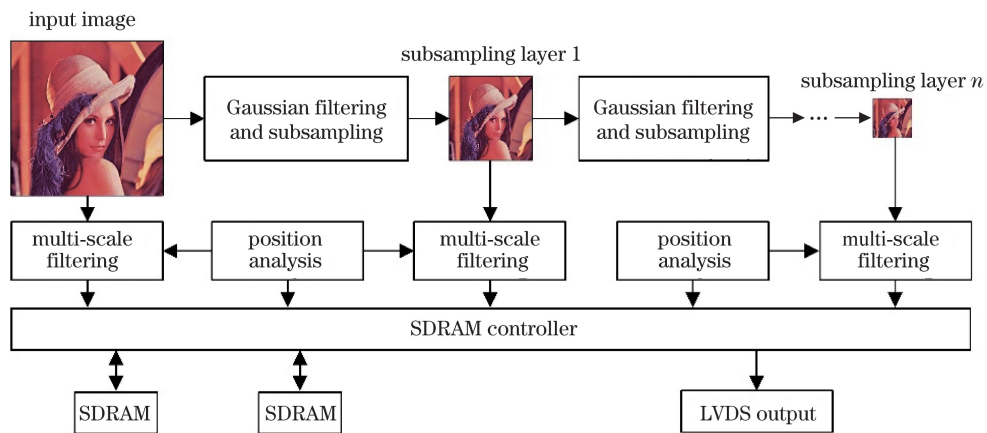 input image
subsampling layer 1
subsampling layer n
Gaussian filtering
and subsampling
Gaussian filtering
and subsampling
...
multi-scale
filtering
position
analysis
multi-scale
filtering
position
analysis
multi-scale
filtering
SDRAM controller
SDRAM
SDRAM
LVDS output